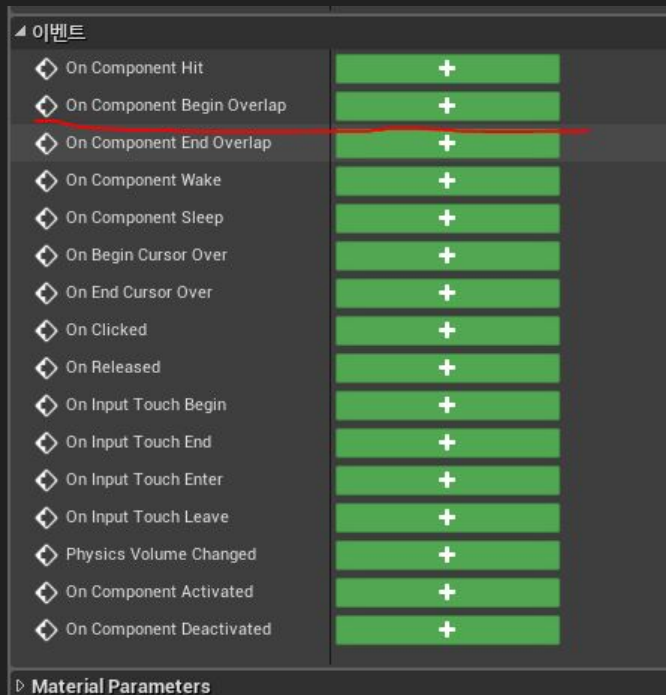 이벤트
On Component Hit
On Component Begin Overlap
On Component End Overlap
On Component Wake
On Component Sleep
On Begin Cursor Over
On End Cursor Over
On Clicked
On Released
On Input Touch Begin
On Input Touch End
On Input Touch Enter
On Input Touch Leave
Physics Volume Changed
On Component Activated
On Component Deactivated
Material Parameters